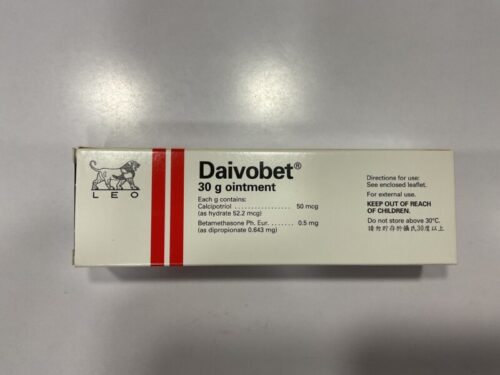 LEO
Daivobet®
30 g ointment
Each g contains:
Calcipotriol .................. 50 mcg
(as hydrate 52.2 mcg)
Betamethasone Ph. Eur. ....... 0.5 mg
(as dipropionate 0.643 mg)
Directions for use:
See enclosed leaflet.
For external use.
KEEP OUT OF REACH
OF CHILDREN.
Do not store above 30°C.
請勿貯存於攝氏30度以上